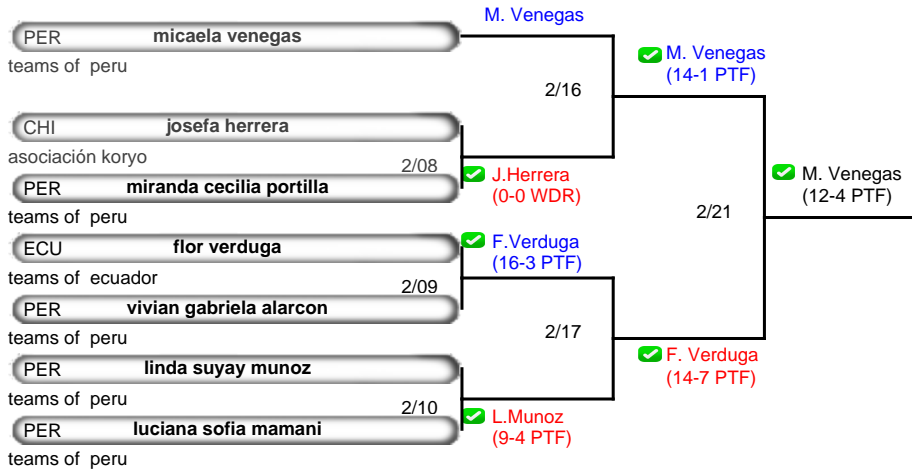 M. Venegas
PER micaela venegas
teams of peru
M. Venegas
(14-1 PTF)
2/16
CHI josefa herrera
asociación koryo
2/08
J.Herrera
(0-0 WDR)
PER miranda cecilia portilla
teams of peru
M. Venegas
(12-4 PTF)
2/21
ECU flor verduga
teams of ecuador
F.Verduga
(16-3 PTF)
2/09
PER vivian gabriela alarcon
teams of peru
2/17
F. Verduga
(14-7 PTF)
PER linda suyay munoz
teams of peru
2/10
L.Munoz
(9-4 PTF)
PER luciana sofia mamani
teams of peru